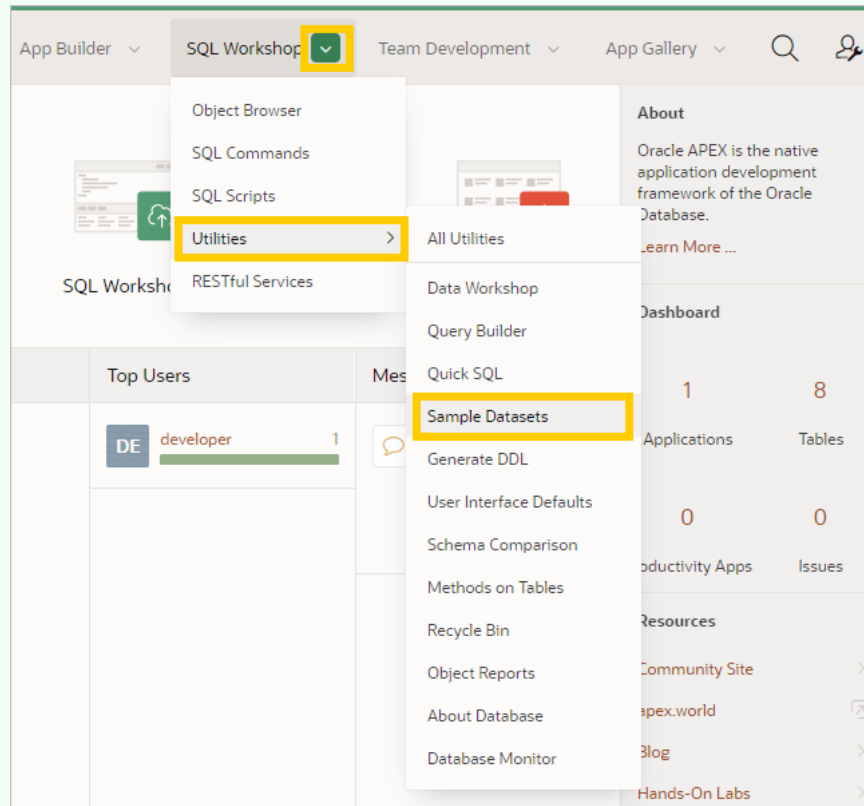 App Builder
SQL Workshop
Team Development
App Gallery
Object Browser
SQL Commands
SQL Scripts
Utilities
RESTful Services
SQL
All Utilities
Data Workshop
Query Builder
Quick SQL
Sample Datasets
Generate DDL
User Interface Defaults
Schema Comparison
Methods on Tables
Recycle Bin
Object Reports
About Database
Database Monitor
Top Users
DE
developer
1
About
Oracle APEX is the native
application development
framework of the Oracle
Database.
Learn More ...
Dashboard
1
8
Applications
Tables
0
0
Issues
Resources
Community Site
apex.world
Blog
Hands-On Labs